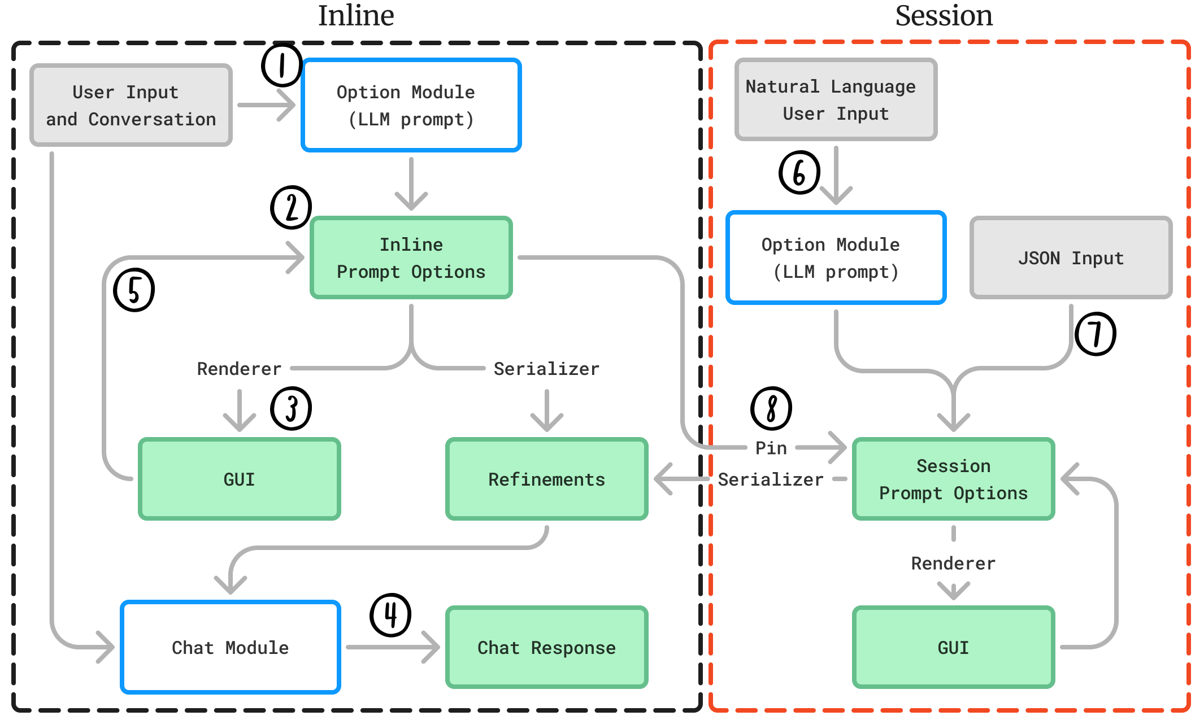 Inline
Session
User Input
and Conversation
1
Option Module
(LLM prompt)
2
Inline
Prompt Options
5
Renderer
Serializer
3
GUI
Refinements
Chat Module
4
Chat Response
Natural Language
User Input
6
Option Module
(LLM prompt)
JSON Input
7
8
Pin
Serializer
Session
Prompt Options
Renderer
GUI